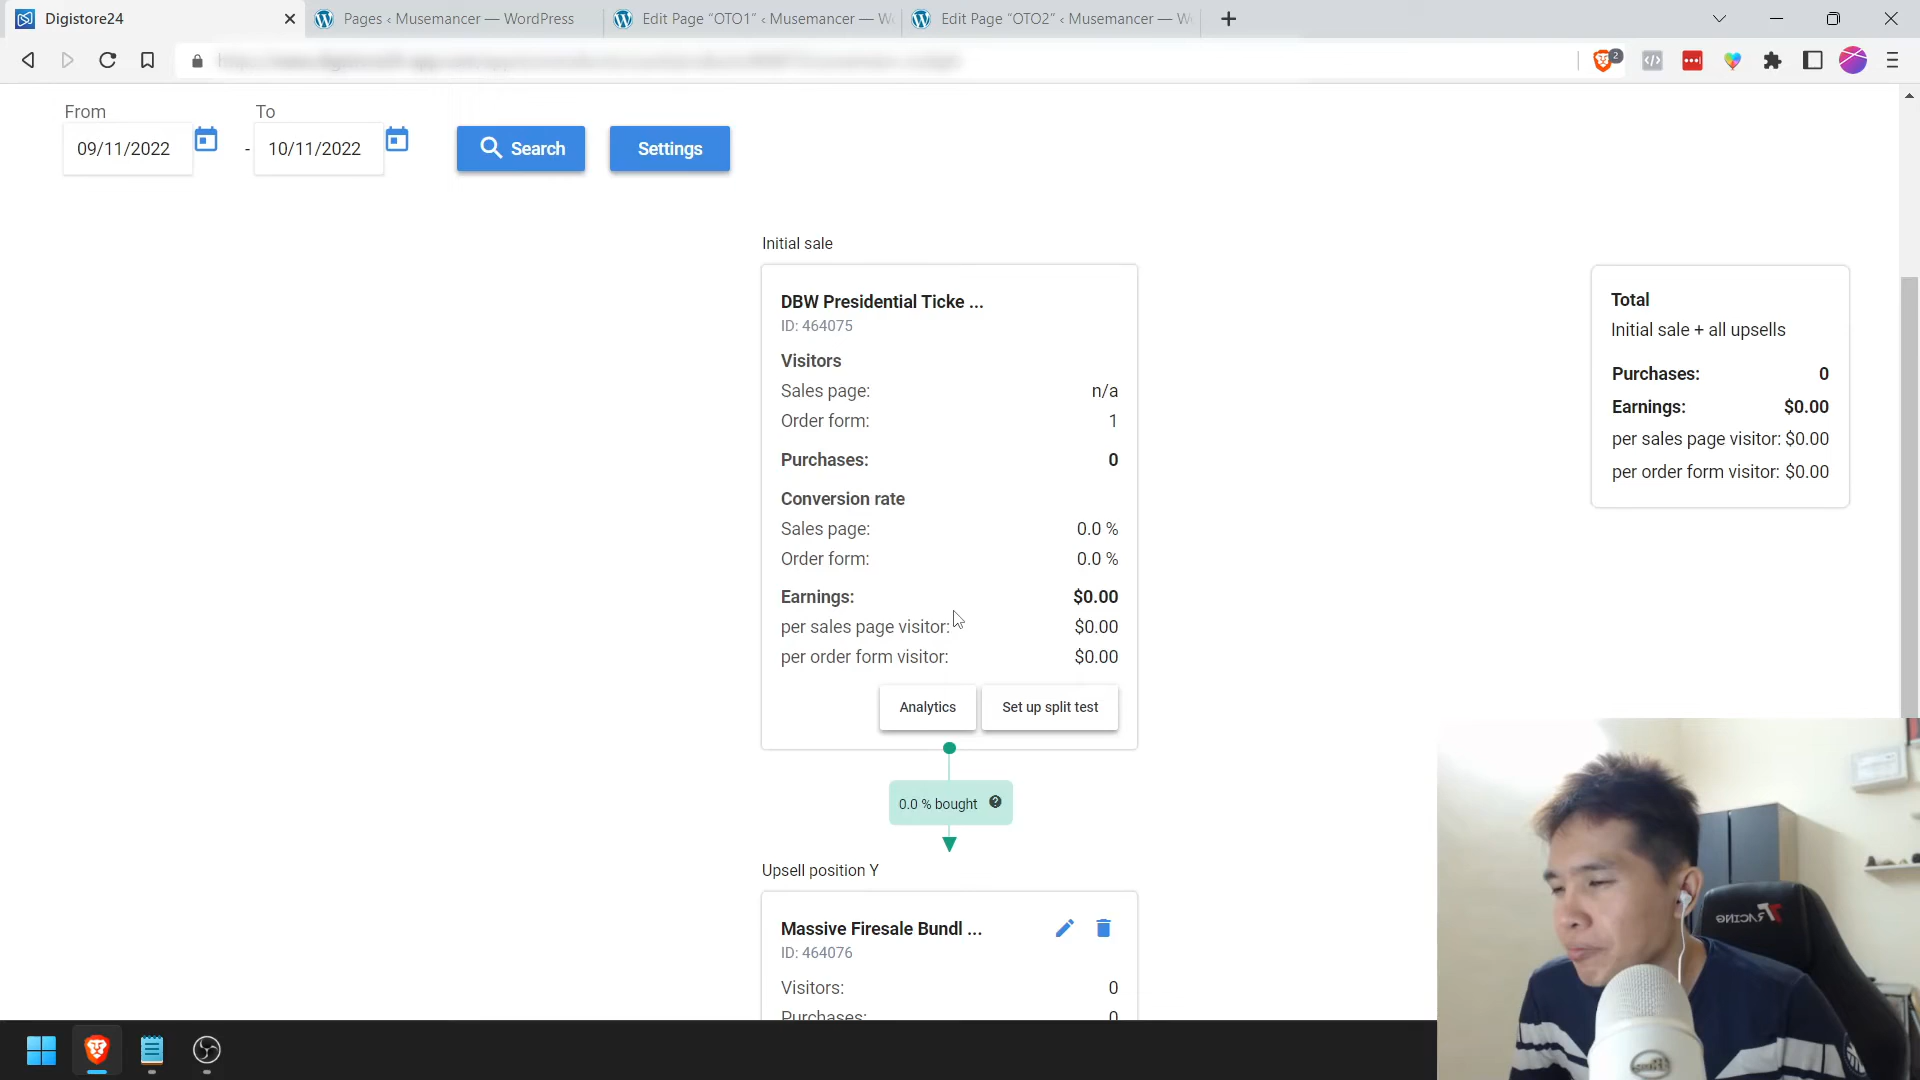 Digistore24
Pages ‹ Musemancer — WordPress
Edit Page “OTO1” ‹ Musemancer — W
Edit Page “OTO2” ‹ Musemancer — W
2
From
To
09/11/2022
-
10/11/2022
Search
Settings
Initial sale
DBW Presidential Ticke ...
ID: 464075
Visitors
Sales page: n/a
Order form: 1
Purchases: 0
Conversion rate
Sales page: 0.0 %
Order form: 0.0 %
Earnings: $0.00
per sales page visitor: $0.00
per order form visitor: $0.00
Analytics
Set up split test
0.0 % bought
Upsell position Y
Massive Firesale Bundl ...
ID: 464076
Visitors: 0
Purchases: 0
Total
Initial sale + all upsells
Purchases: 0
Earnings: $0.00
per sales page visitor: $0.00
per order form visitor: $0.00